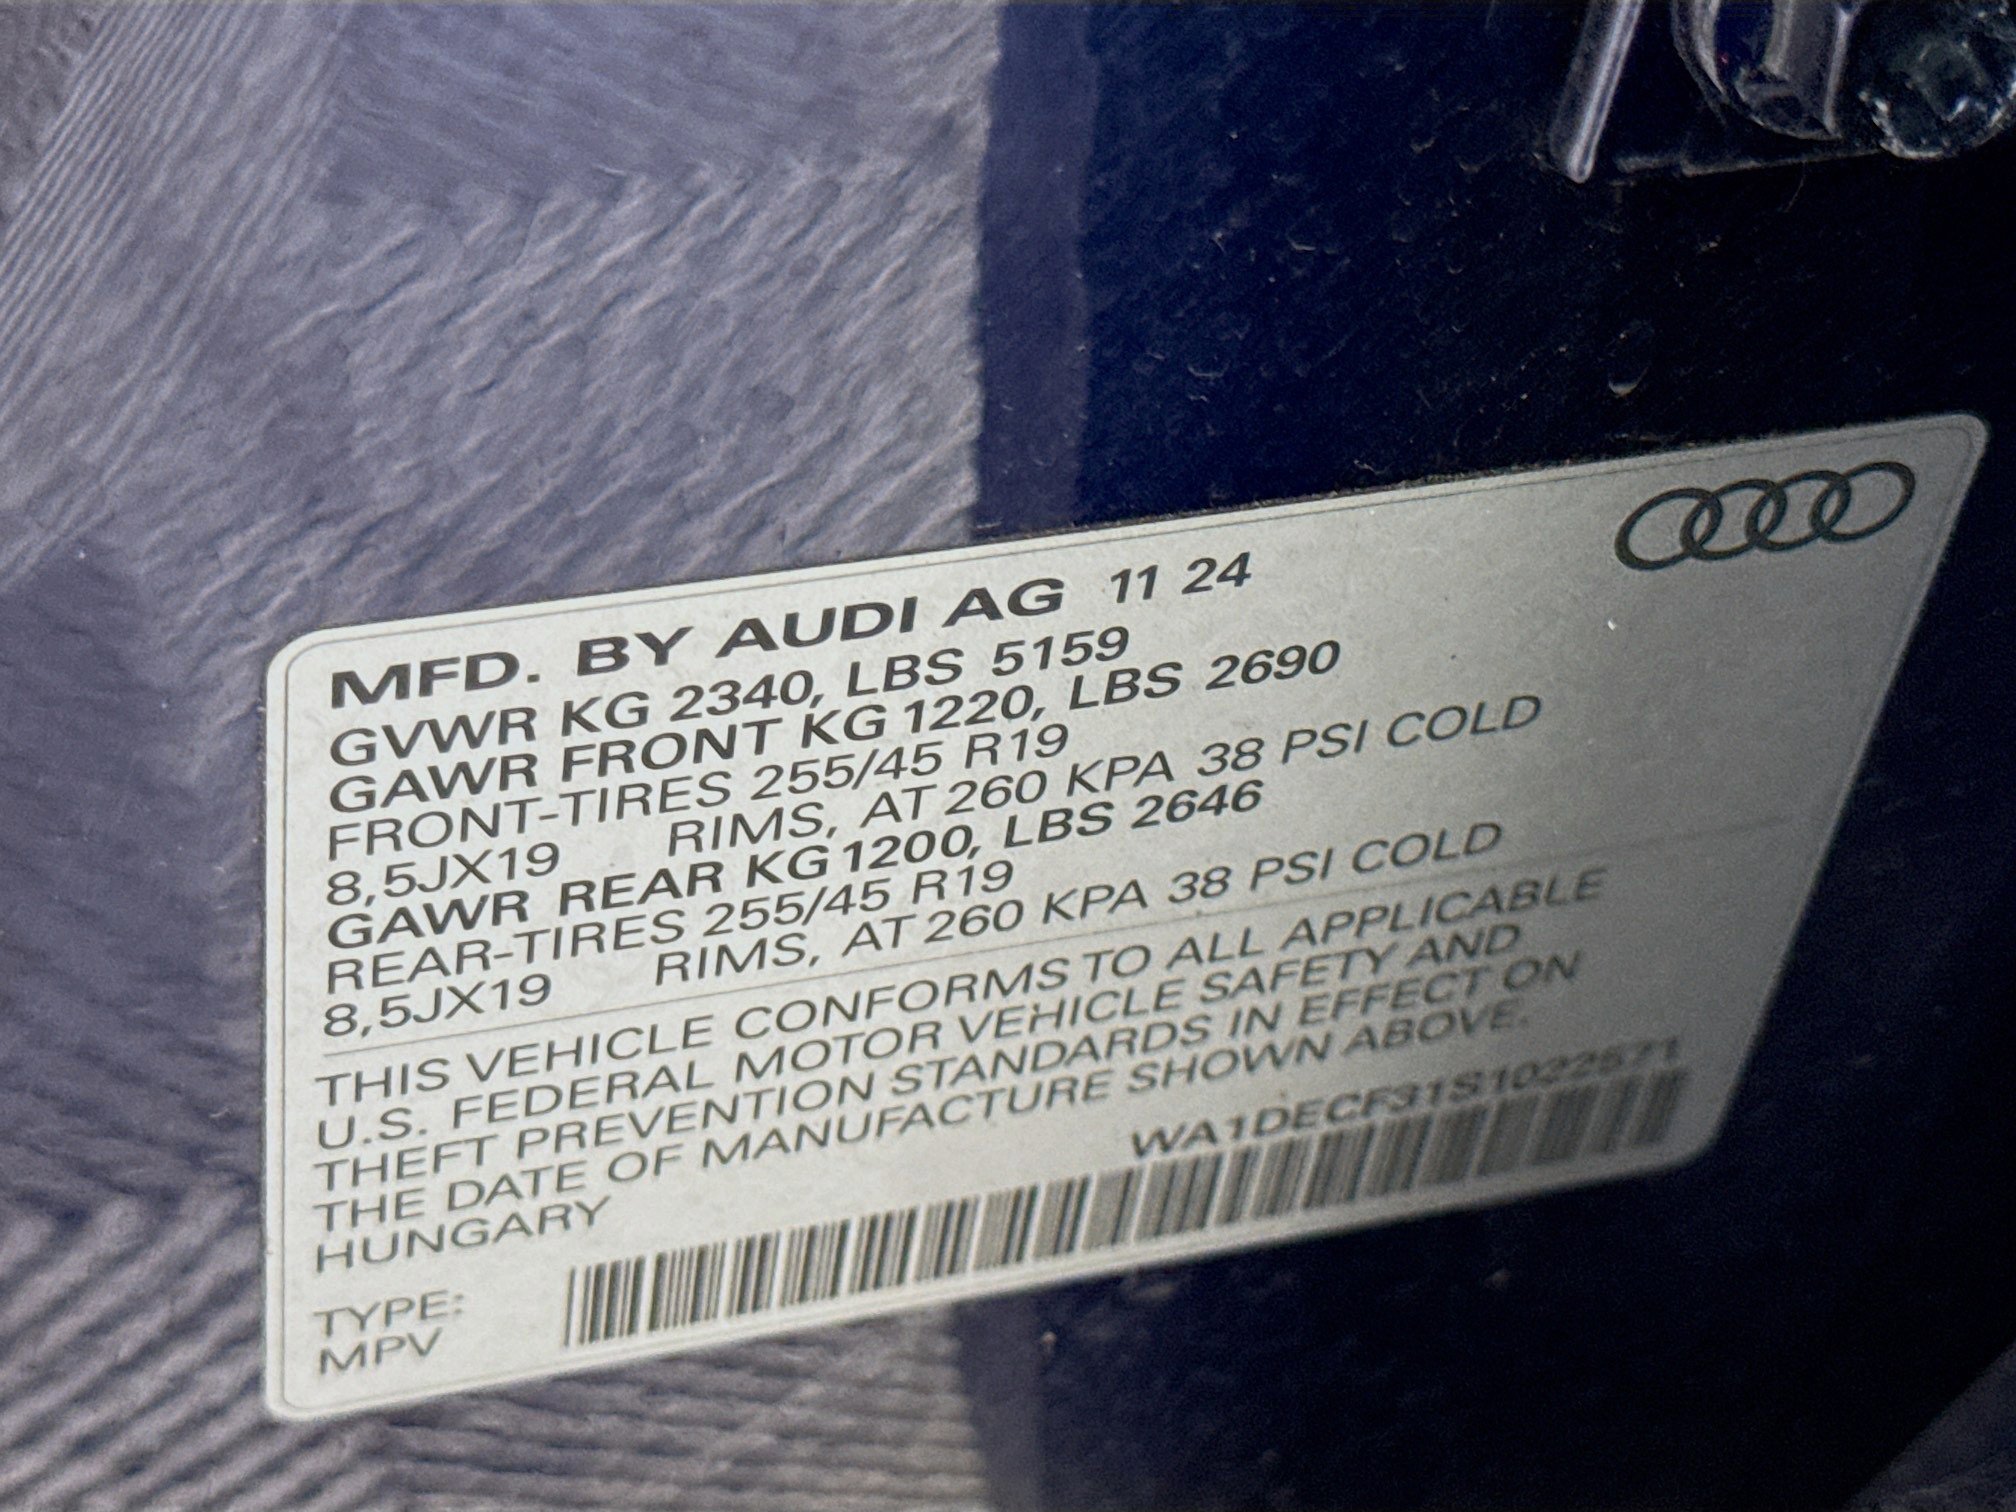 MFD. BY AUDI AG 11 24
GVWR KG 2340, LBS 5159
GAWR FRONT KG 1220, LBS 2690
FRONT-TIRES 255/45 R19
8,5JX19 RIMS, AT 260 KPA 38 PSI COLD
GAWR REAR KG 1200, LBS 2646
REAR-TIRES 255/45 R19
8,5JX19 RIMS, AT 260 KPA 38 PSI COLD
THIS VEHICLE CONFORMS TO ALL APPLICABLE
U.S. FEDERAL MOTOR VEHICLE SAFETY AND
THEFT PREVENTION STANDARDS IN EFFECT ON
THE DATE OF MANUFACTURE SHOWN ABOVE.
HUNGARY
WA1DECF31S1022571
TYPE:
MPV